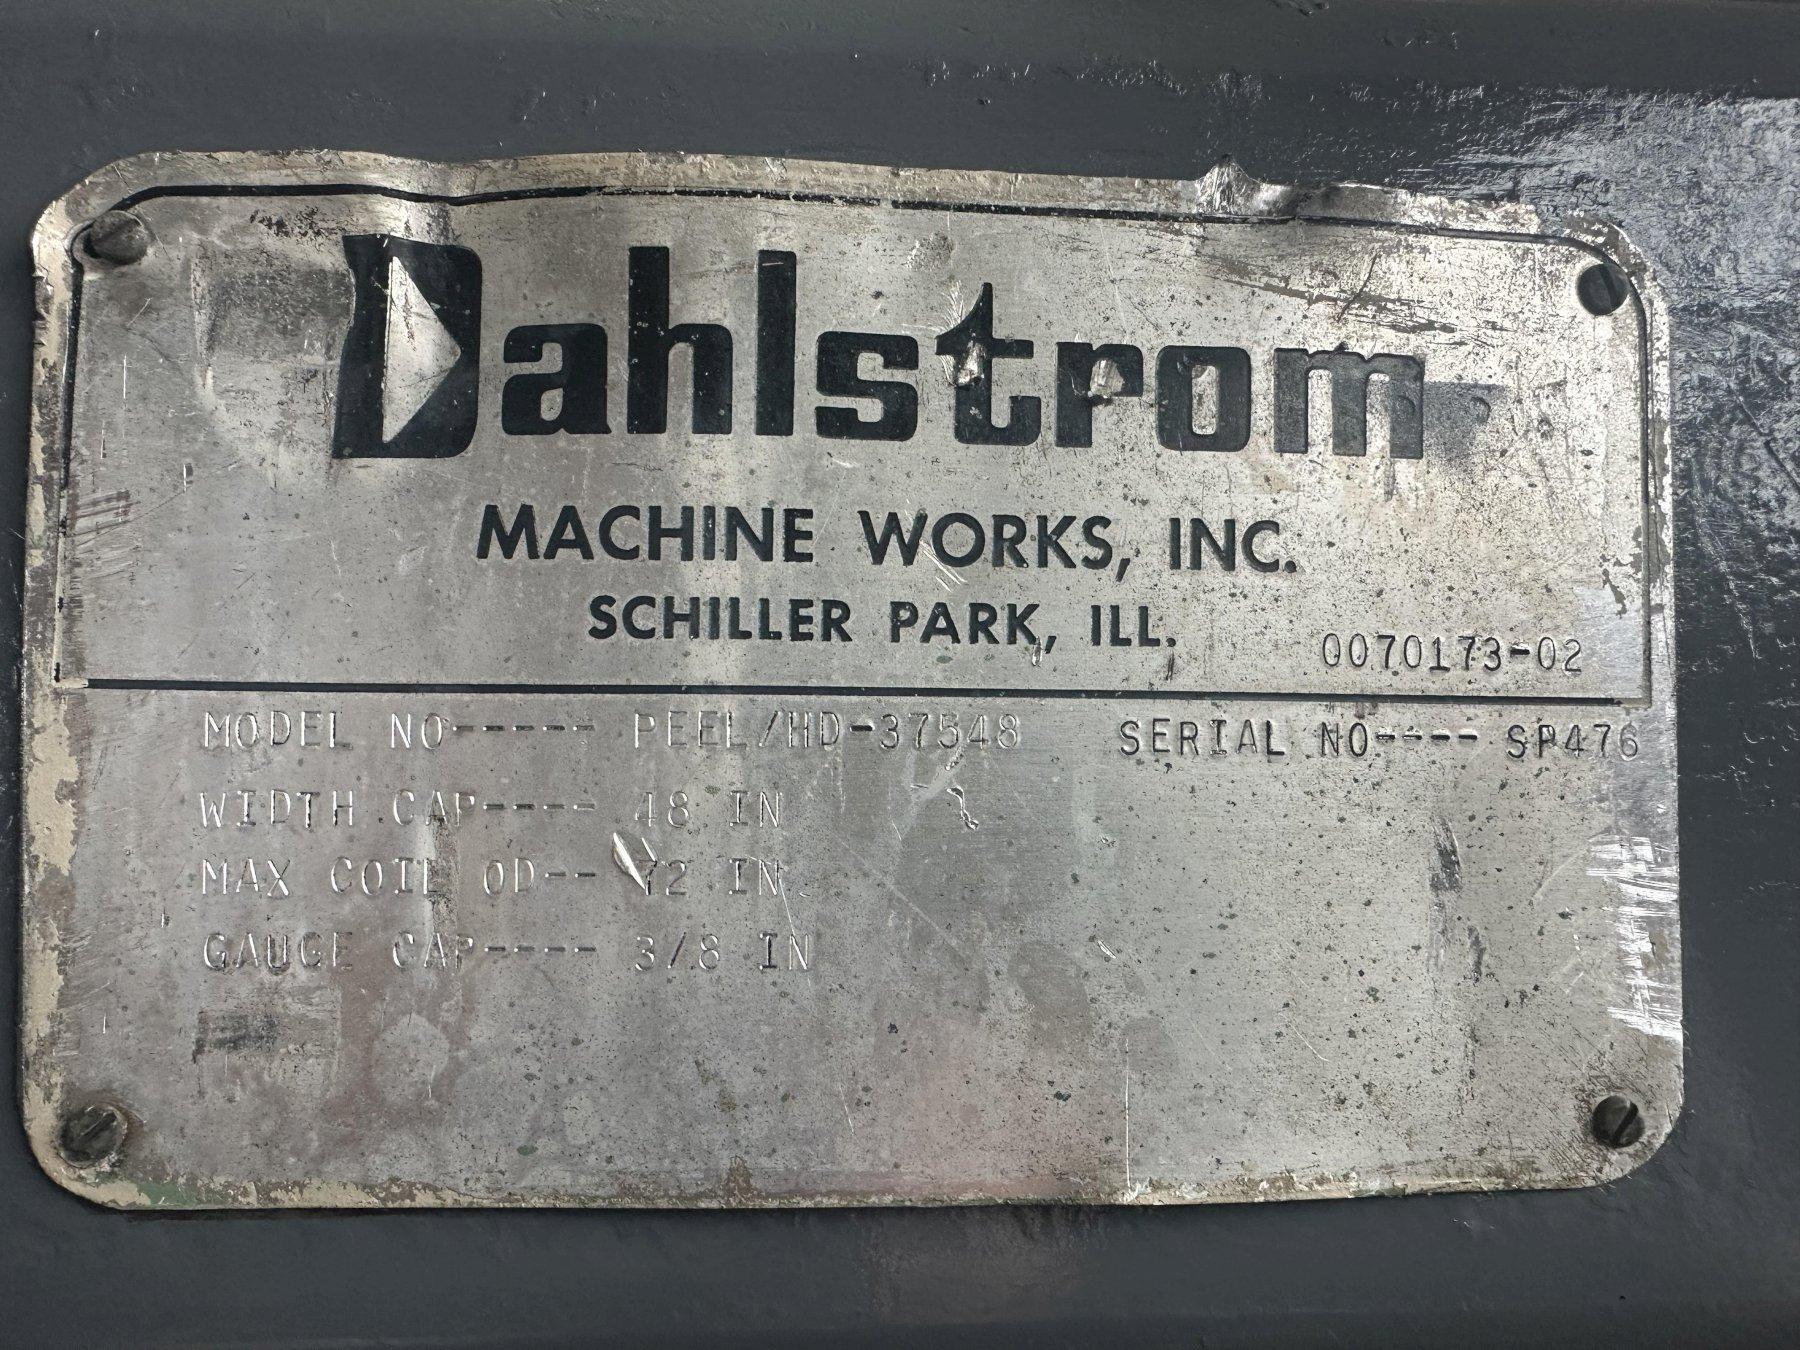 Dahlstrom
MACHINE WORKS, INC.
SCHILLER PARK, ILL.
0070173-02
MODEL NO----- PEEL/HD-37548 SERIAL NO---- SP476
WIDTH CAP---- 48 IN
MAX COIL OD-- 72 IN
GAUGE CAP---- 3/8 IN